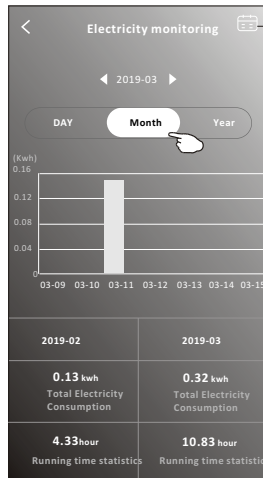 Electricity monitoring
2019-03
DAY Month Year
(Kwh)
0.16
0.12
0.08
0.04
0
03-09 03-10 03-11 03-12 03-13 03-14 03-15
2019-02 2019-03
0.13 kwh 0.32 kwh
Total Electricity Total Electricity
Consumption Consumption
4.33hour 10.83 hour
Running time statistics Running time statistic